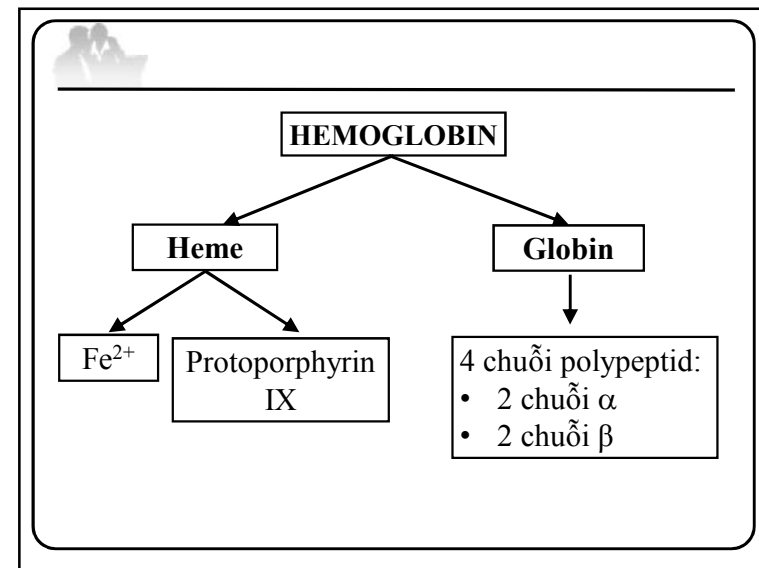 HEMOGLOBIN
Heme
Globin
Fe²⁺
Protoporphyrin
IX
4 chuỗi polypeptid:
• 2 chuỗi α
• 2 chuỗi β